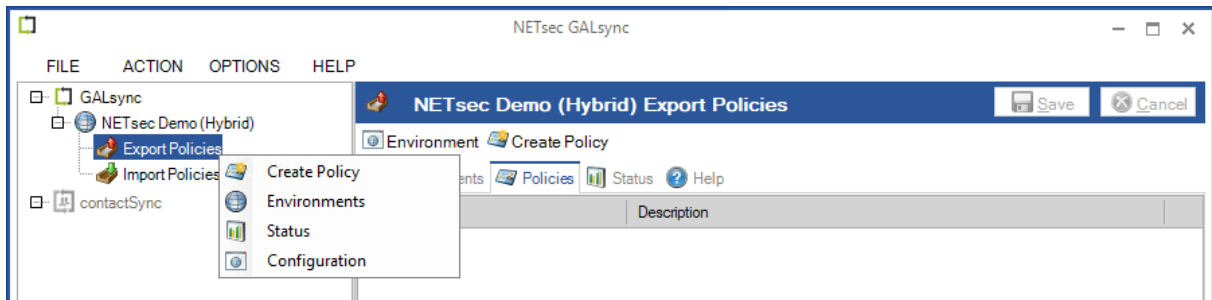 NETsec GALsync
FILE ACTION OPTIONS HELP
GALsync
NETsec Demo (Hybrid)
Export Policies
Import Policies
contactSync
Create Policy
Environments
Status
Configuration
NETsec Demo (Hybrid) Export Policies
Save Cancel
Environment Create Policy
ents Policies Status Help
Description